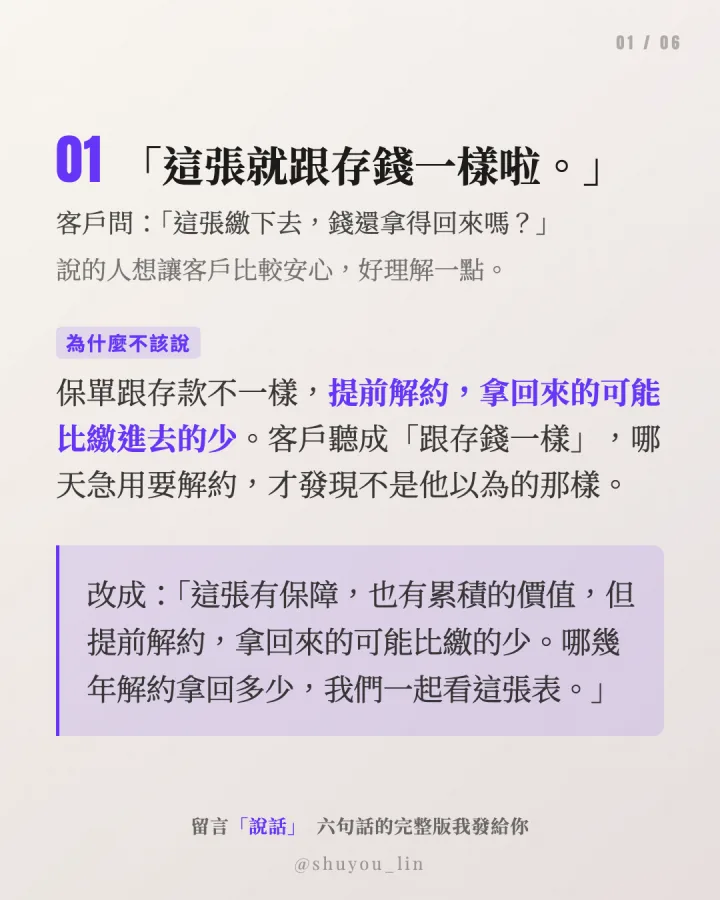 01 / 06
01 「這張就跟存錢一樣啦。」
客戶問：「這張繳下去，錢還拿得回來嗎？」
說的人想讓客戶比較安心，好理解一點。
為什麼不該說
保單跟存款不一樣，提前解約，拿回來的可能
比繳進去的少。客戶聽成「跟存錢一樣」，哪
天急用要解約，才發現不是他以為的那樣。
改成：「這張有保障，也有累積的價值，但
提前解約，拿回來的可能比繳的少。哪幾
年解約拿回多少，我們一起看這張表。」
留言「說話」 六句話的完整版我發給你
@shuyou_lin